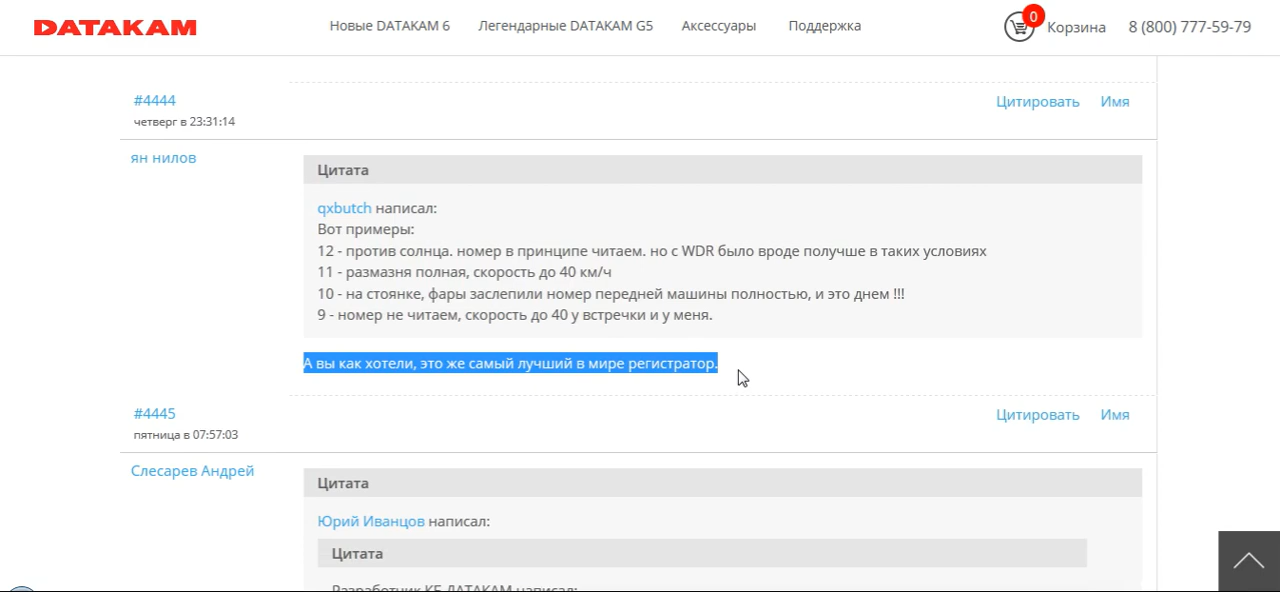 DATAKAM
Новые DATAKAM 6
Легендарные DATAKAM G5
Аксессуары
Поддержка
0
Корзина
8 (800) 777-59-79
#4444
четверг в 23:31:14
Цитировать
Имя
ян нилов
Цитата
qxbutch написал:
Вот примеры:
12 - против солнца. номер в принципе читаем. но с WDR было вроде получше в таких условиях
11 - размазня полная, скорость до 40 км/ч
10 - на стоянке, фары заслепили номер передней машины полностью, и это днем !!!
9 - номер не читаем, скорость до 40 у встречки и у меня.
А вы как хотели, это же самый лучший в мире регистратор.
#4445
пятница в 07:57:03
Цитировать
Имя
Слесарев Андрей
Цитата
Юрий Иванцов написал:
Цитата
Разработчик КБ ДАТАКАМ написал: